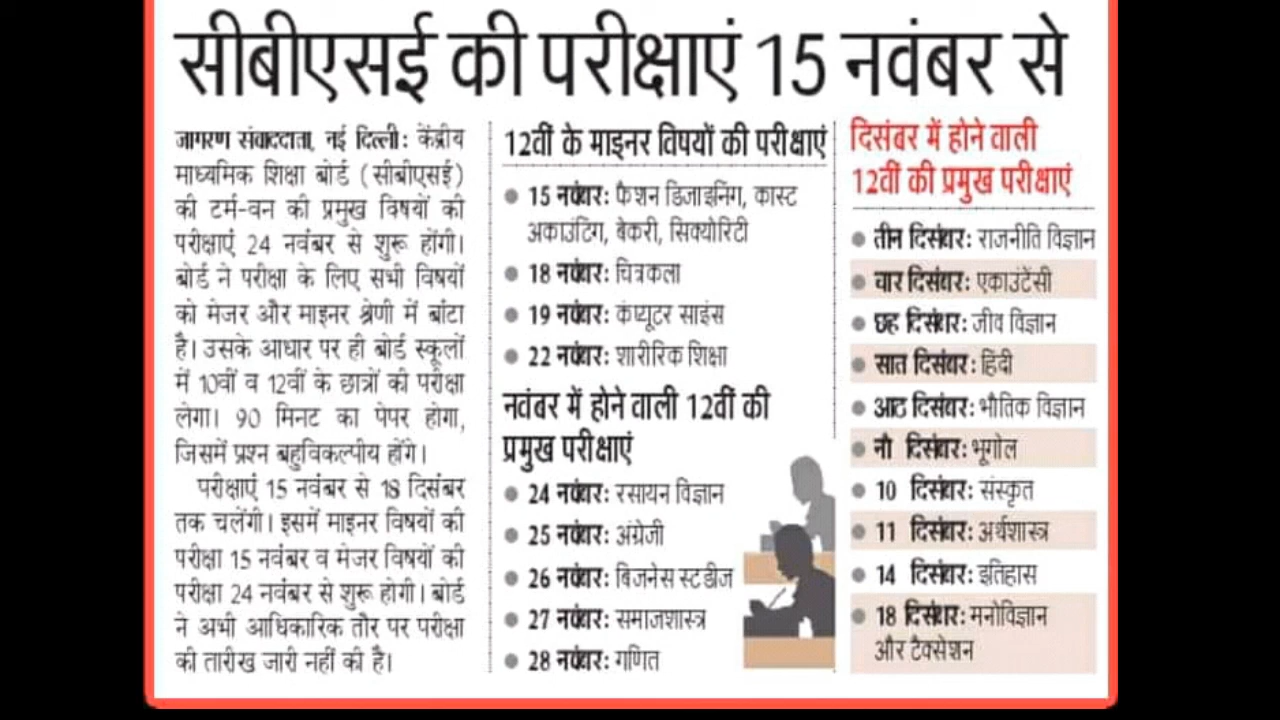 सीबीएसई की परीक्षाएं 15 नवंबर से
जागरण संवाददाता, नई दिल्ली: केंद्रीय
माध्यमिक शिक्षा बोर्ड (सीबीएसई)
की टर्म-वन की प्रमुख विषयों की
परीक्षाएं 24 नवंबर से शुरू होंगी।
बोर्ड ने परीक्षा के लिए सभी विषयों
को मेजर और माइनर श्रेणी में बांटा
है। उसके आधार पर ही बोर्ड स्कूलों
में 10वीं व 12वीं के छात्रों की परीक्षा
लेगा। 90 मिनट का पेपर होगा,
जिसमें प्रश्न बहुविकल्पीय होंगे।
परीक्षाएं 15 नवंबर से 18 दिसंबर
तक चलेंगी। इसमें माइनर विषयों की
परीक्षा 15 नवंबर व मेजर विषयों की
परीक्षा 24 नवंबर से शुरू होगी। बोर्ड
ने अभी आधिकारिक तौर पर परीक्षा
की तारीख जारी नहीं की है।
12वीं के माइनर विषयों की परीक्षाएं
● 15 नवंबर: फैशन डिजाइनिंग, कास्ट
अकाउंटिंग, बेकरी, सिक्योरिटी
● 18 नवंबर: चित्रकला
● 19 नवंबर: कंप्यूटर साइंस
● 22 नवंबर: शारीरिक शिक्षा
नवंबर में होने वाली 12वीं की
प्रमुख परीक्षाएं
● 24 नवंबर: रसायन विज्ञान
● 25 नवंबर: अंग्रेजी
● 26 नवंबर: बिजनेस स्टडीज
● 27 नवंबर: समाजशास्त्र
● 28 नवंबर: गणित
दिसंबर में होने वाली
12वीं की प्रमुख परीक्षाएं
● तीन दिसंबर: राजनीति विज्ञान
● चार दिसंबर: एकाउंटेंसी
● छह दिसंबर: जीव विज्ञान
● सात दिसंबर: हिंदी
● आठ दिसंबर: भौतिक विज्ञान
● नौ दिसंबर: भूगोल
● 10 दिसंबर: संस्कृत
● 11 दिसंबर: अर्थशास्त्र
● 14 दिसंबर: इतिहास
● 18 दिसंबर: मनोविज्ञान
और टैक्सेशन